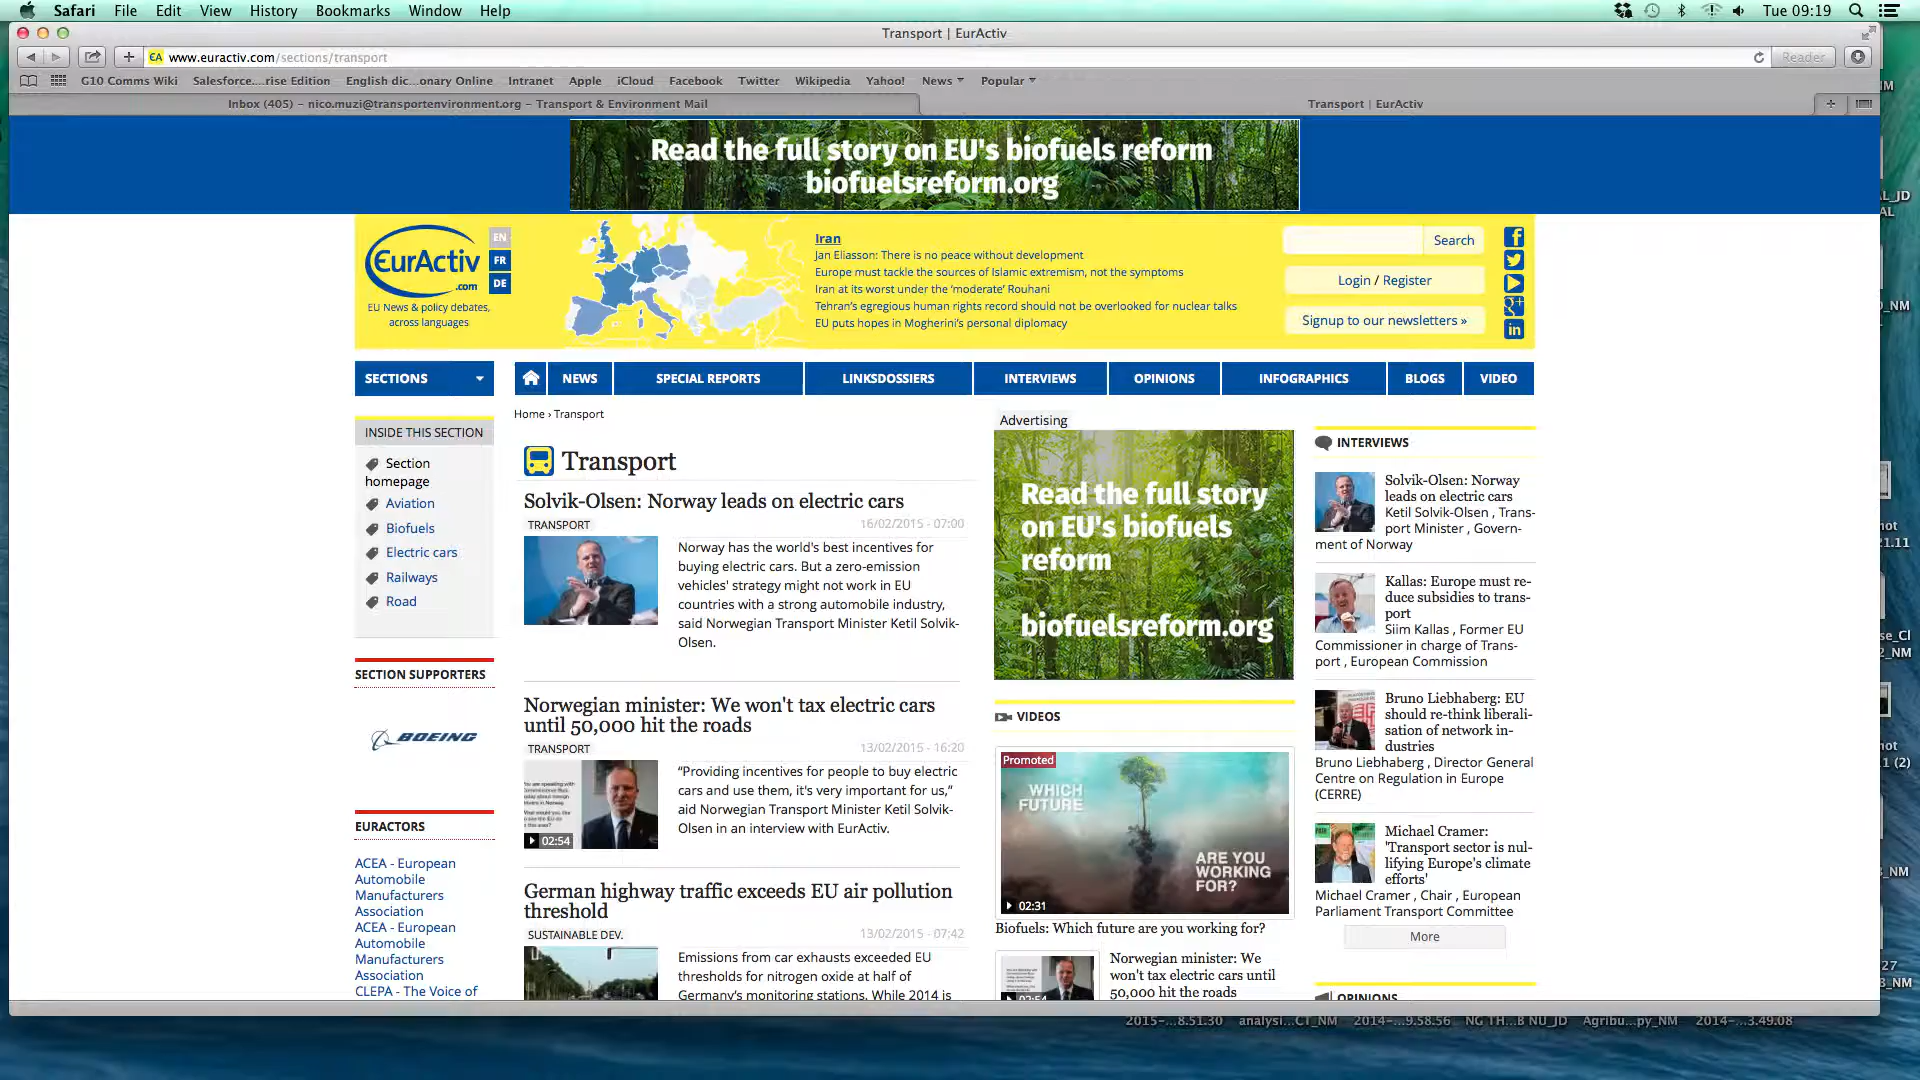 Safari File Edit View History Bookmarks Window Help
Tue 09:19
Transport | EurActiv
www.euractiv.com/sections/transport
Reader
G10 Comms Wiki Salesforce....rise Edition English dic...onary Online Intranet Apple iCloud Facebook Twitter Wikipedia Yahoo! News Popular
Inbox (405) – nico.muzi@transportenvironment.org – Transport & Environment Mail
Transport | EurActiv
Read the full story on EU's biofuels reform
biofuelsreform.org
EurActiv
.com
EU News & policy debates,
across languages
EN
FR
DE
Iran
Jan Eliasson: There is no peace without development
Europe must tackle the sources of Islamic extremism, not the symptoms
Iran at its worst under the ‘moderate’ Rouhani
Tehran’s egregious human rights record should not be overlooked for nuclear talks
EU puts hopes in Mogherini’s personal diplomacy
Search
Login / Register
Signup to our newsletters »
SECTIONS
NEWS SPECIAL REPORTS LINKSDOSSIERS INTERVIEWS OPINIONS INFOGRAPHICS BLOGS VIDEO
INSIDE THIS SECTION
Section
homepage
Aviation
Biofuels
Electric cars
Railways
Road
SECTION SUPPORTERS
BOEING
EURACTORS
ACEA - European
Automobile
Manufacturers
Association
ACEA - European
Automobile
Manufacturers
Association
CLEPA - The Voice of
Home › Transport
Transport
Solvik-Olsen: Norway leads on electric cars
TRANSPORT
16/02/2015 - 07:00
Norway has the world's best incentives for
buying electric cars. But a zero-emission
vehicles' strategy might not work in EU
countries with a strong automobile industry,
said Norwegian Transport Minister Ketil Solvik-
Olsen.
Norwegian minister: We won't tax electric cars
until 50,000 hit the roads
TRANSPORT
13/02/2015 - 16:20
02:54
“Providing incentives for people to buy electric
cars and use them, it's very important for us,”
aid Norwegian Transport Minister Ketil Solvik-
Olsen in an interview with EurActiv.
German highway traffic exceeds EU air pollution
threshold
SUSTAINABLE DEV.
13/02/2015 - 07:42
Emissions from car exhausts exceeded EU
thresholds for nitrogen oxide at half of
Germany’s monitoring stations. While 2014 is
Advertising
Read the full story
on EU's biofuels
reform
biofuelsreform.org
VIDEOS
Promoted
WHICH
FUTURE
ARE YOU
WORKING
FOR?
02:31
Biofuels: Which future are you working for?
Norwegian minister: We
won't tax electric cars until
50,000 hit the roads
INTERVIEWS
Solvik-Olsen: Norway
leads on electric cars
Ketil Solvik-Olsen , Trans-
port Minister , Govern-
ment of Norway
Kallas: Europe must re-
duce subsidies to trans-
port
Siim Kallas , Former EU
Commissioner in charge of Trans-
port , European Commission
Bruno Liebhaberg: EU
should re-think liberali-
sation of network in-
dustries
Bruno Liebhaberg , Director General
Centre on Regulation in Europe
(CERRE)
Michael Cramer:
'Transport sector is nul-
lifying Europe's climate
efforts'
Michael Cramer , Chair , European
Parliament Transport Committee
More
OPINIONS
2015-...8.51.30 analysi...CT_NM 2014-...9.58.56 NG TH...B NU_JD Agribu...py_NM 2014-...3.49.08